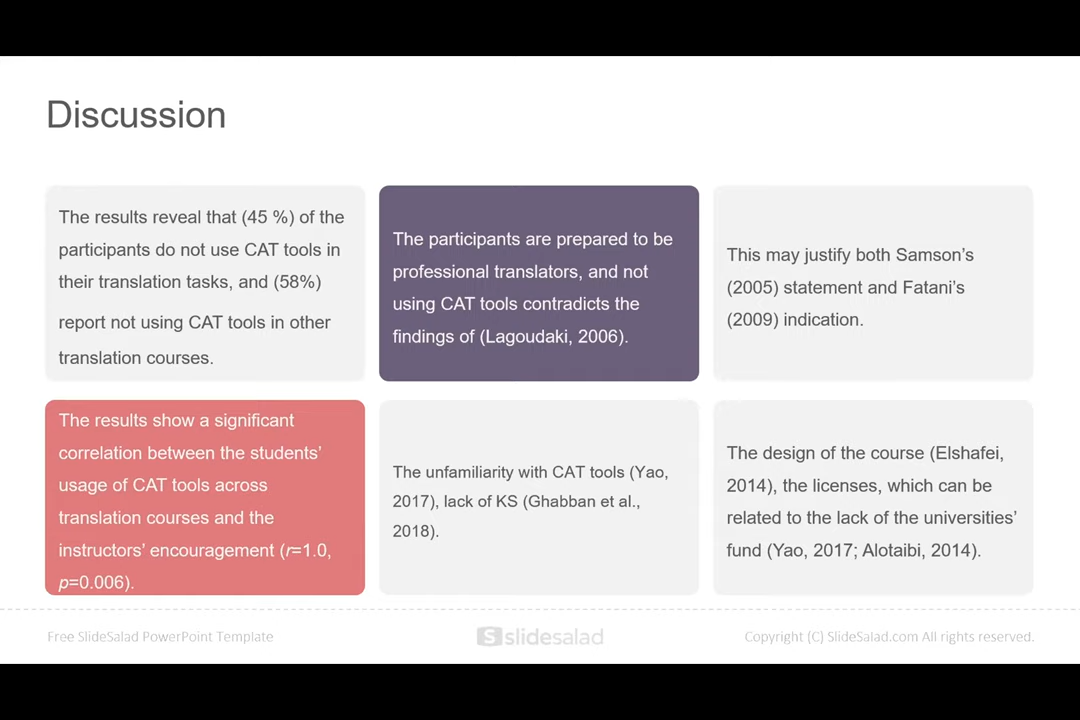 Discussion
The results reveal that (45 %) of the
participants do not use CAT tools in
their translation tasks, and (58%)
report not using CAT tools in other
translation courses.
The participants are prepared to be
professional translators, and not
using CAT tools contradicts the
findings of (Lagoudaki, 2006).
This may justify both Samson’s
(2005) statement and Fatani’s
(2009) indication.
The results show a significant
correlation between the students’
usage of CAT tools across
translation courses and the
instructors’ encouragement (r=1.0,
p=0.006).
The unfamiliarity with CAT tools (Yao,
2017), lack of KS (Ghabban et al.,
2018).
The design of the course (Elshafei,
2014), the licenses, which can be
related to the lack of the universities’
fund (Yao, 2017; Alotaibi, 2014).
Free SlideSalad PowerPoint Template
slidesalad
Copyright (C) SlideSalad.com All rights reserved.